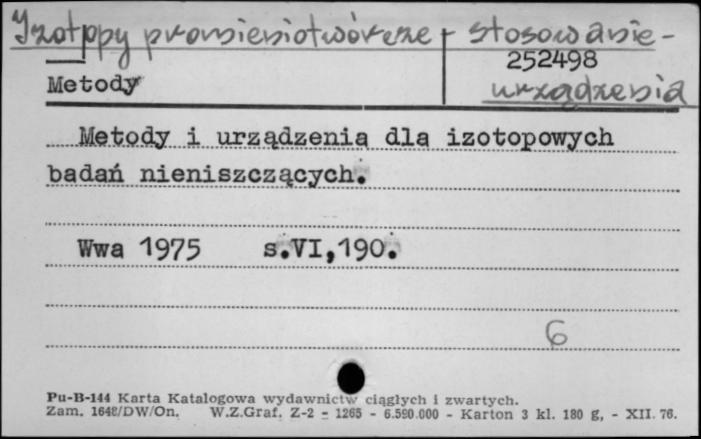 Izotopy promieniotwórcze - stosowanie -
252498
Metody
urządzenia
Metody i urządzenia dla izotopowych
badań nieniszczących.
Wwa 1975 s.VI,190.
6
Pu-B-144 Karta Katalogowa wydawnictw ciągłych i zwartych.
Zam. 1648/DW/On. W.Z.Graf. Z-2 - 1265 - 6.590.000 - Karton 3 kl. 180 g, - XII. 76.